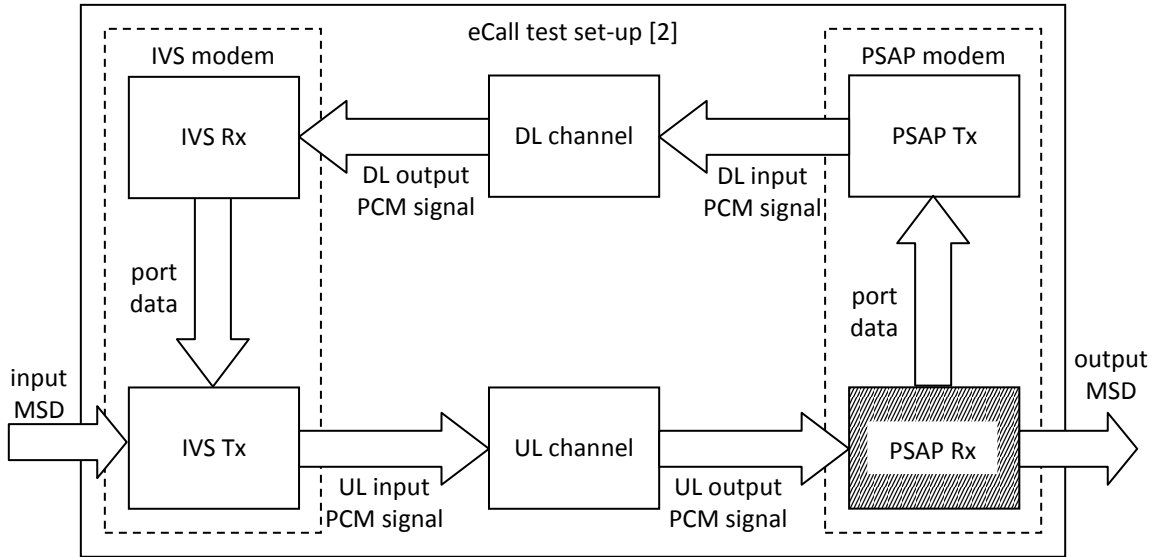 eCall test set-up [2]
IVS modem
PSAP modem
IVS Rx
DL channel
PSAP Tx
DL output
PCM signal
DL input
PCM signal
port
data
port
data
input
MSD
output
MSD
IVS Tx
UL channel
PSAP Rx
UL input
PCM signal
UL output
PCM signal